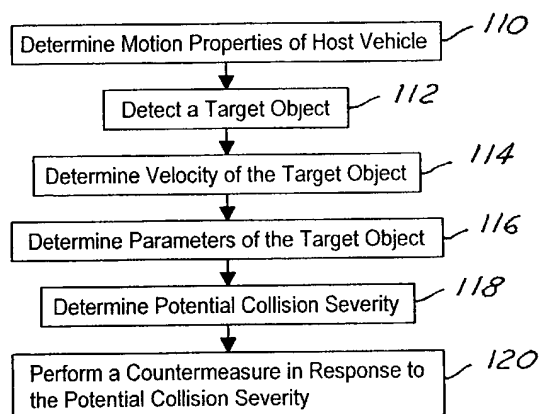 Determine Motion Properties of Host Vehicle 110
Detect a Target Object 112
Determine Velocity of the Target Object 114
Determine Parameters of the Target Object 116
Determine Potential Collision Severity 118
Perform a Countermeasure in Response to 120
the Potential Collision Severity